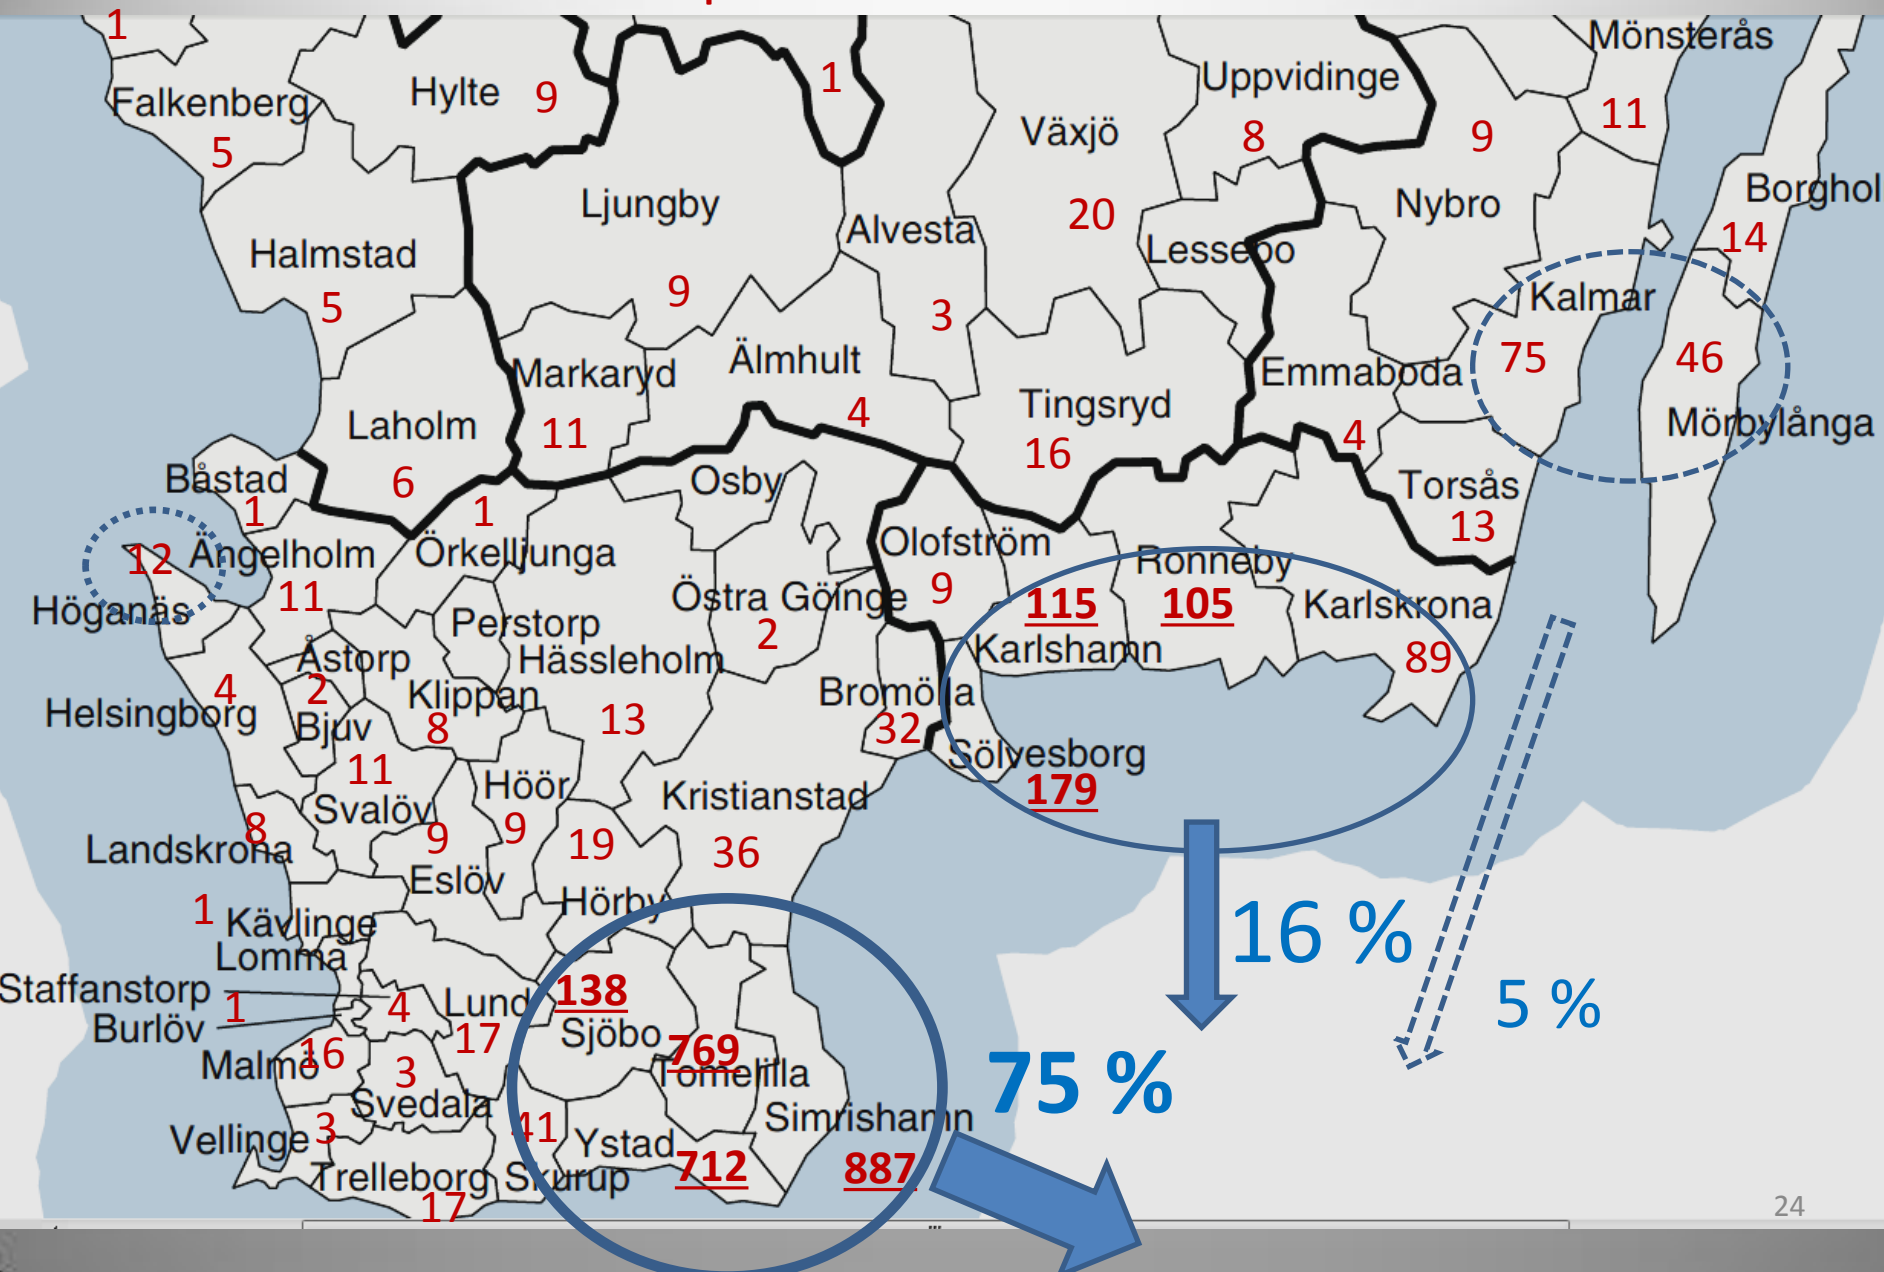 1
Mönsterås
Hylte 9
1
Uppvidinge
Falkenberg
5
Växjö
8
9
11
Ljungby
Alvesta
20
Nybro
Borghol
14
Halmstad
5
9
3
Lessebo
Kalmar
75
46
Markaryd
11
Älmhult
4
Emmaboda
4
Mörbylånga
Laholm
6
Tingsryd
16
Båstad
1
1
Osby
Torsås
13
12
Ängelholm
11
Örkelljunga
Olofström
9
Ronneby
105
Höganäs
Östra Göinge
2
115
Karlshamn
Karlskrona
89
Perstorp
Åstorp
2
Hässleholm
13
4
Helsingborg
Bjuv
Klippan
8
Bromölla
32
Sölvesborg
179
11
Svalöv
Höör
9
Kristianstad
36
8
Landskrona
9
Eslöv
19
Hörby
1
Kävlinge
Lomma
16 %
Staffanstorp
1
4
Lund
17
138
Sjöbo
5 %
Burlöv
Malmö
16
3
Svedala
769
Tomelilla
75 %
Simrishamn
887
Vellinge
3
41
Ystad
712
Trelleborg
17
Skurup
24